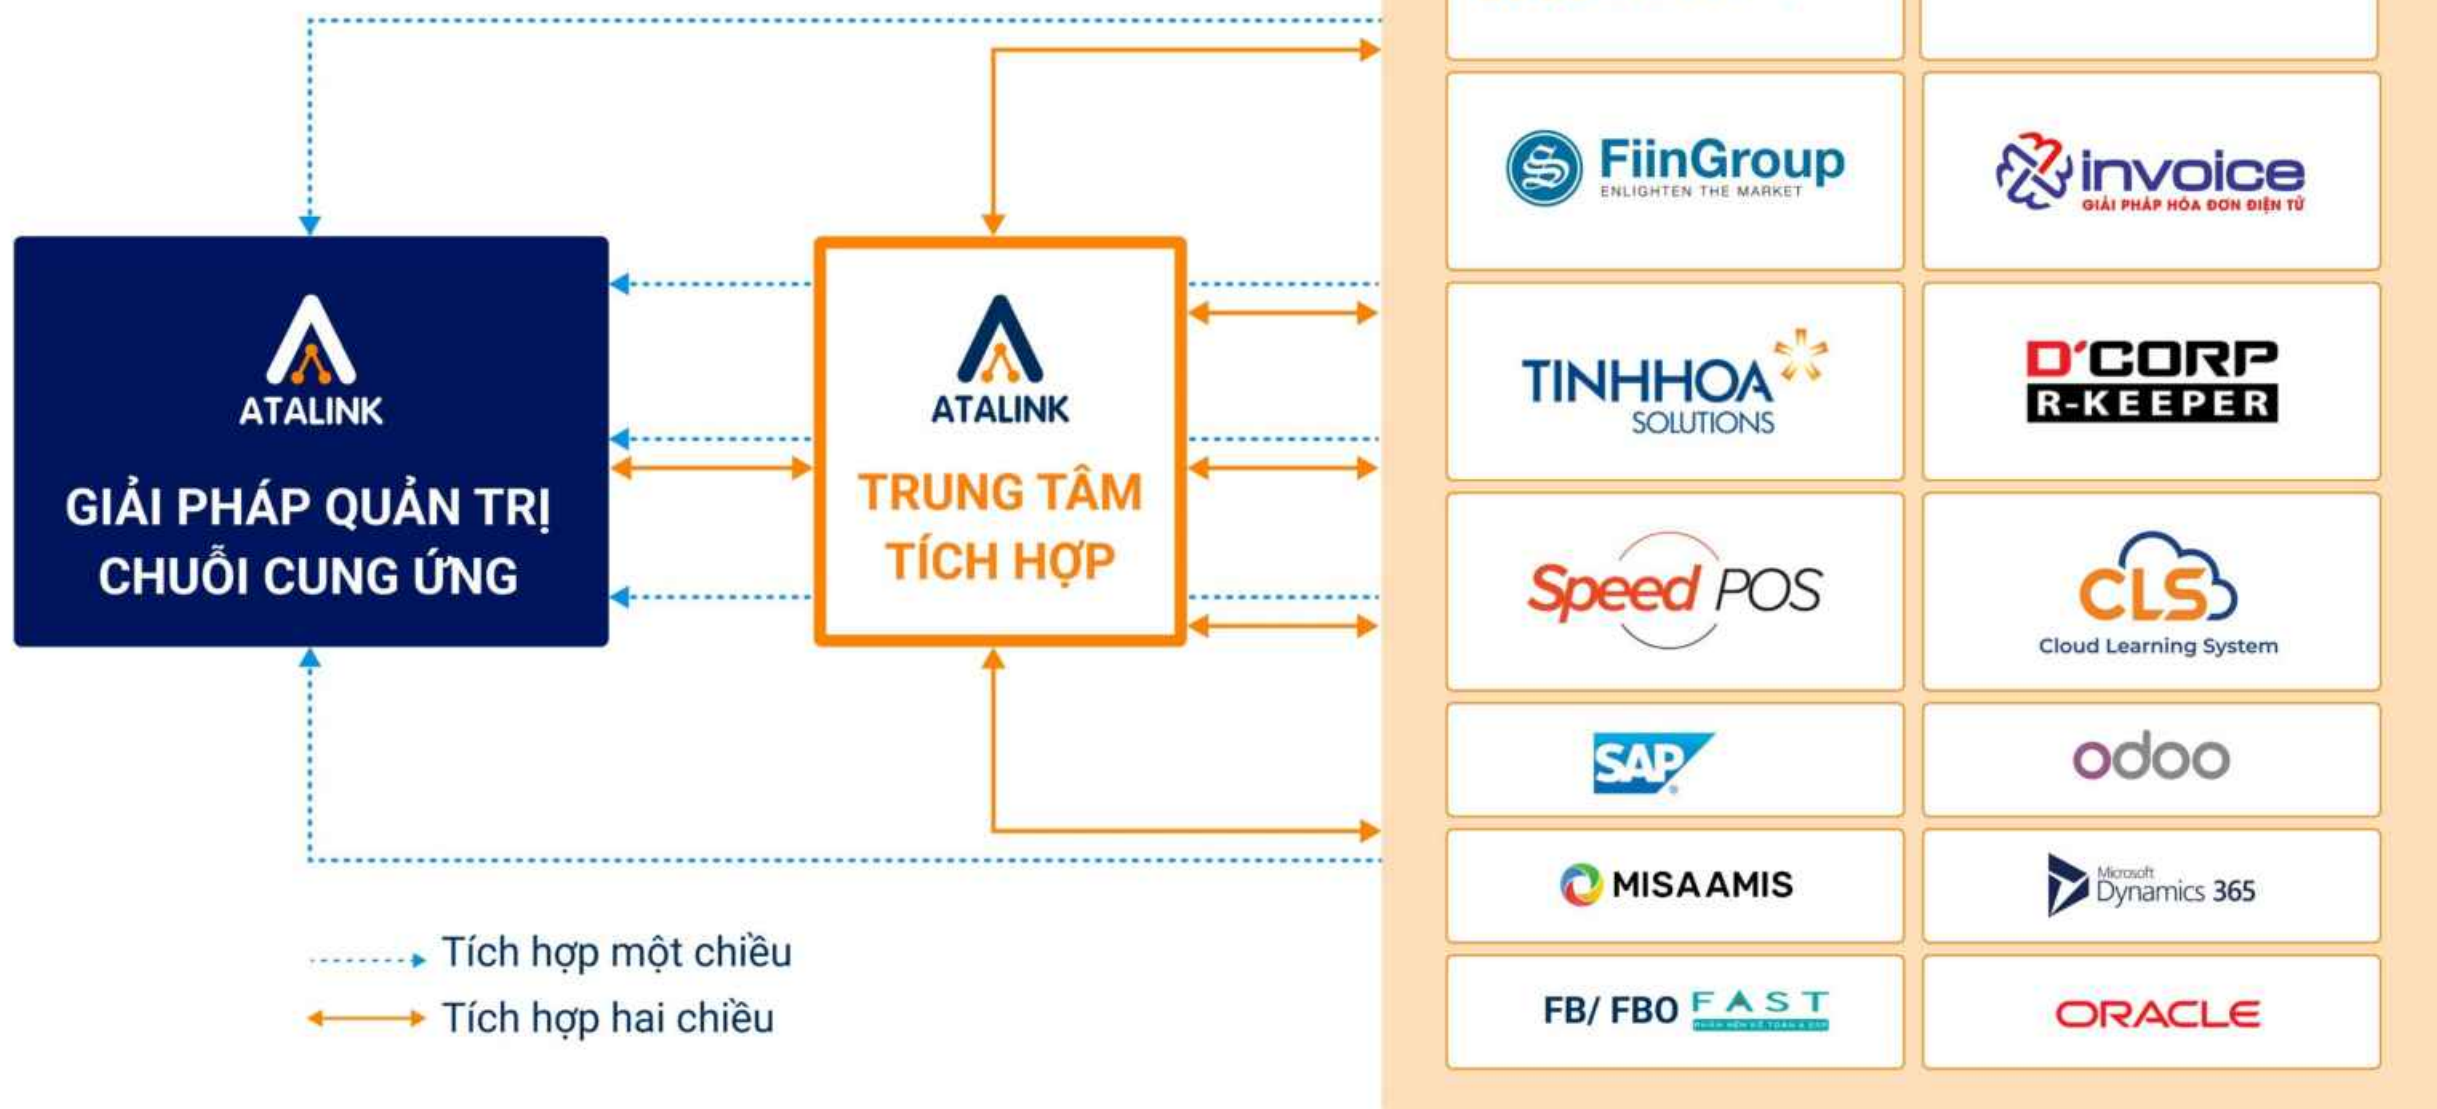 ATALINK
GIẢI PHÁP QUẢN TRỊ
CHUỖI CUNG ỨNG
ATALINK
TRUNG TÂM
TÍCH HỢP
Tích hợp một chiều
Tích hợp hai chiều
FiinGroup
ENLIGHTEN THE MARKET
invoice
GIẢI PHÁP HÓA ĐƠN ĐIỆN TỬ
TINHHOA
SOLUTIONS
D'CORP
R-KEEPER
Speed POS
CLS
Cloud Learning System
SAP
odoo
MISA AMIS
Microsoft
Dynamics 365
FB/ FBO FAST
ORACLE